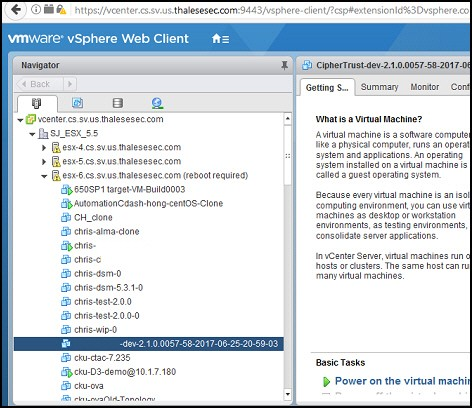 https://vcenter.cs.sv.us.thalesesec.com:9443/vsphere-client/?csp#extensionId%3Dvsphere.co
vmware® vSphere Web Client
Navigator
Back
vcenter.cs.sv.us.thalesesec.com
SJ_ESX_5.5
esx-4.cs.sv.us.thalesesec.com
esx-5.cs.sv.us.thalesesec.com
esx-6.cs.sv.us.thalesesec.com (reboot required)
650SP1 target-VM-Build0003
AutomationCdash-hong-centOS-Clone
CH_clone
chris-alma-clone
chris-
chris-c
chris-dsm-0
chris-dsm-5.3.1-0
chris-test-2.0.0
chris-test-2.0.0-0
chris-wip-0
-dev-2.1.0.0057-58-2017-06-25-20-59-03
cku-ctac-7.235
cku-D3-demo@10.1.7.180
cku-ova
cku-ovaOld-Topology
CipherTrust-dev-2.1.0.0057-58-2017-06
Getting S...
Summary
Monitor
Con
What is a Virtual Machine?
A virtual machine is a software computer
like a physical computer, runs an operat
system and applications. An operating
system installed on a virtual machine is
called a guest operating system.
Because every virtual machine is an isol
computing environment, you can use virt
machines as desktop or workstation
environments, as testing environments,
consolidate server applications.
In vCenter Server, virtual machines run o
hosts or clusters. The same host can ru
many virtual machines.
Basic Tasks
Power on the virtual machin